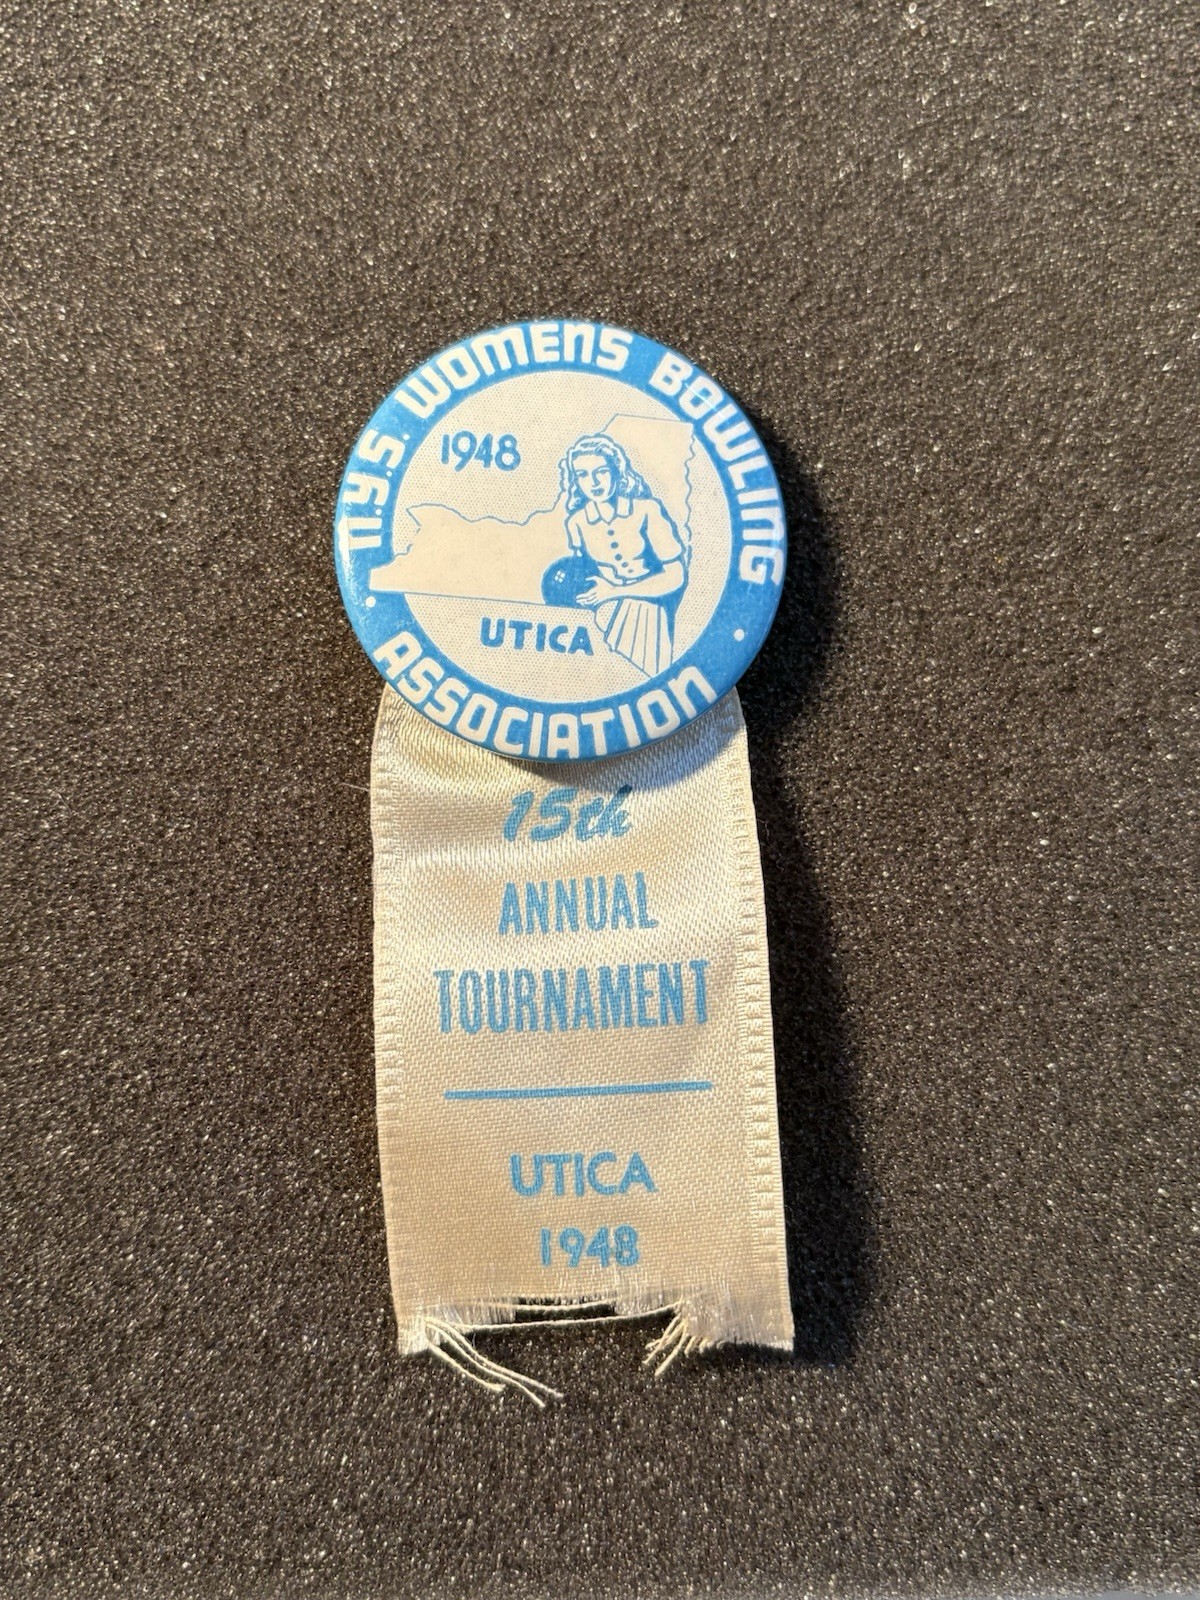 N.Y.S. WOMENS BOWLING
1948
UTICA
ASSOCIATION
15th
ANNUAL
TOURNAMENT
UTICA
1948